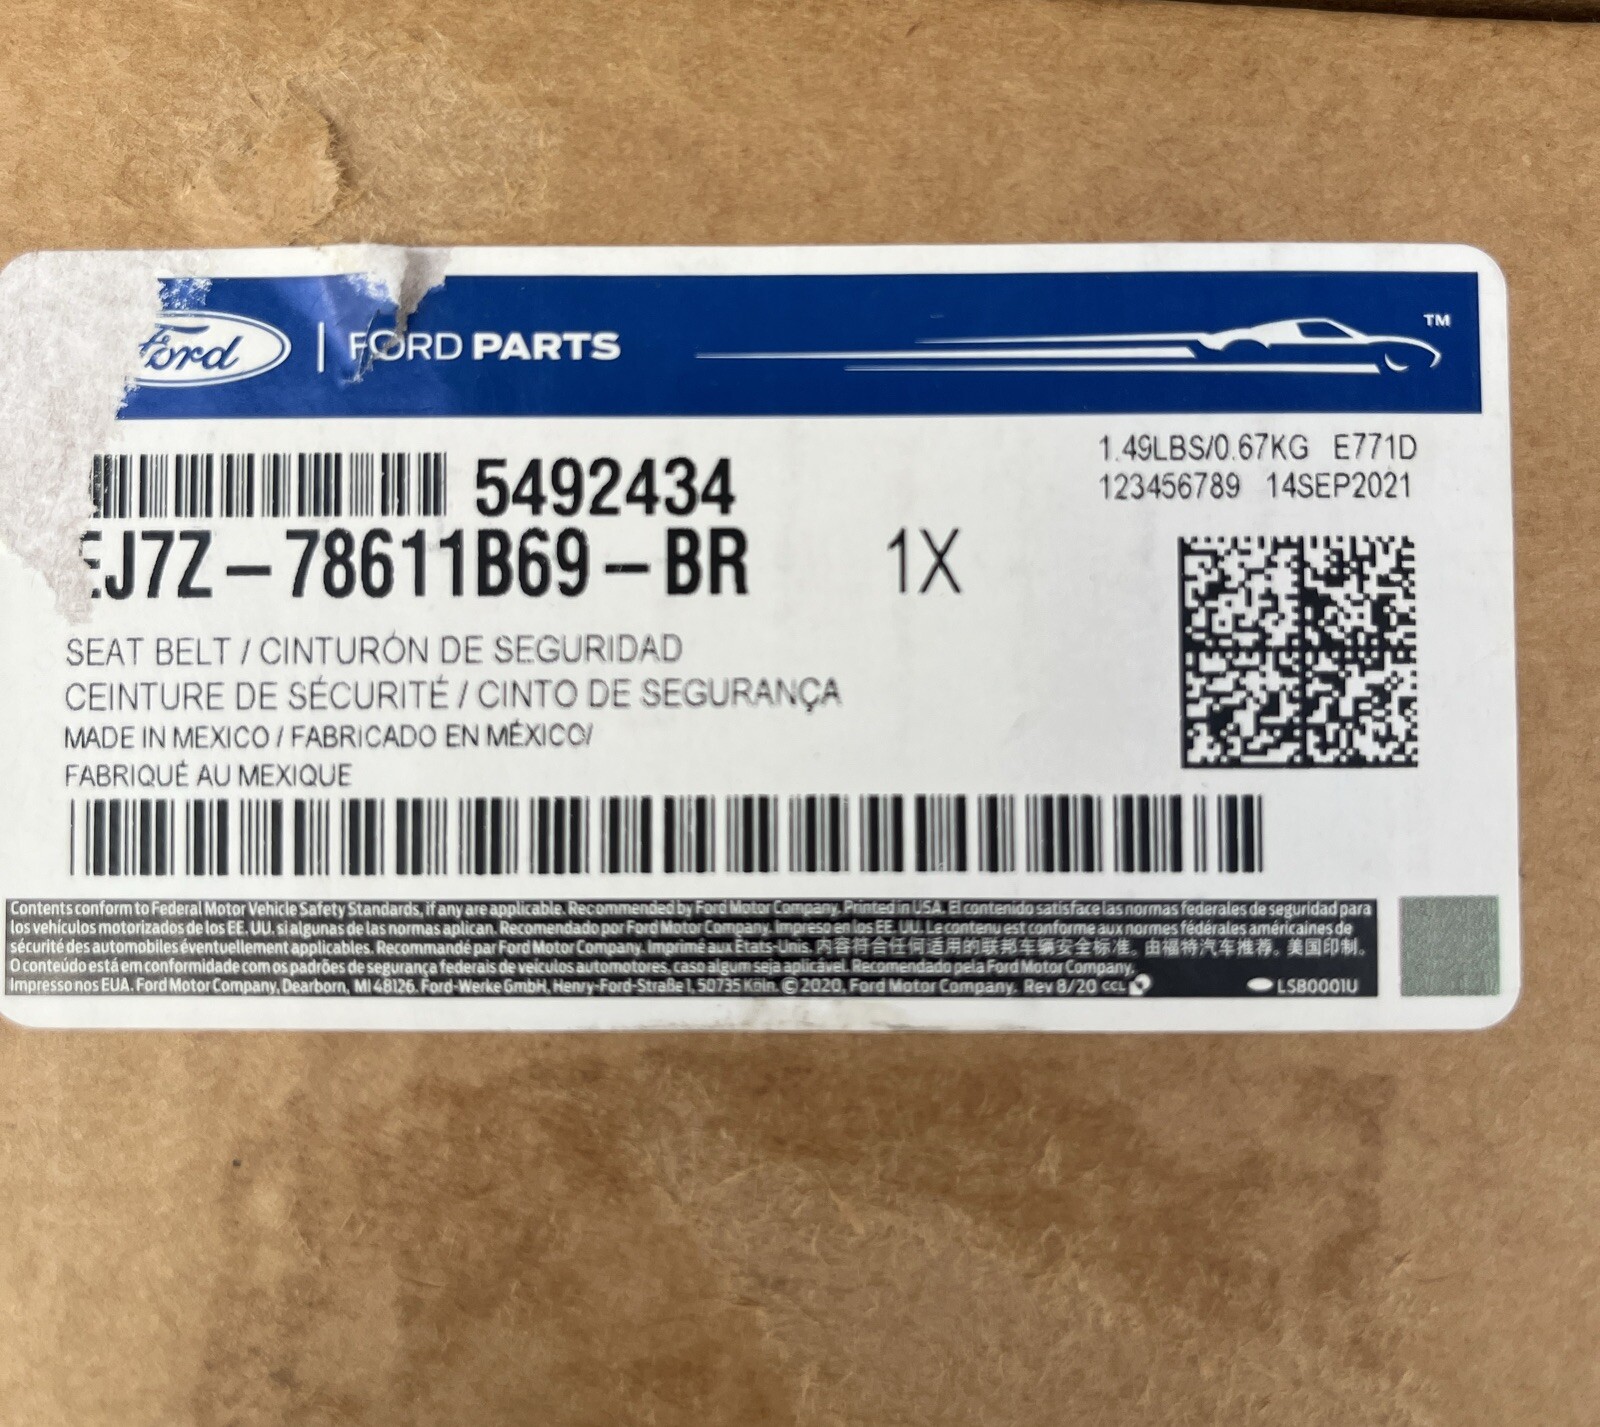 Ford | FORD PARTS ™
5492434
1.49LBS/0.67KG E771D
123456789 14SEP2021
EJ7Z-78611B69-BR 1X
SEAT BELT / CINTURÓN DE SEGURIDAD
CEINTURE DE SÉCURITÉ / CINTO DE SEGURANÇA
MADE IN MEXICO / FABRICADO EN MÉXICO/
FABRIQUÉ AU MEXIQUE
Contents conform to Federal Motor Vehicle Safety Standards, if any are applicable. Recommended by Ford Motor Company. Printed in USA. El contenido satisface las normas federales de seguridad para
los vehículos motorizados de los EE. UU. si algunas de las normas aplican. Recomendado por Ford Motor Company. Impreso en los EE. UU. Le contenu est conforme aux normes fédérales américaines de
sécurité des automobiles éventuellement applicables. Recommandé par Ford Motor Company. Imprimé aux États-Unis. 内容符合任何适用的联邦车辆安全标准。由福特汽车推荐。美国印制。
O conteúdo está em conformidade com os padrões de segurança federais de veículos automotores, caso algum seja aplicável. Recomendado pela Ford Motor Company.
Impresso nos EUA. Ford Motor Company, Dearborn, MI 48126. Ford-Werke GmbH, Henry-Ford-Straße 1, 50735 Köln. © 2020, Ford Motor Company. Rev 8/20 CCL LSB0001U